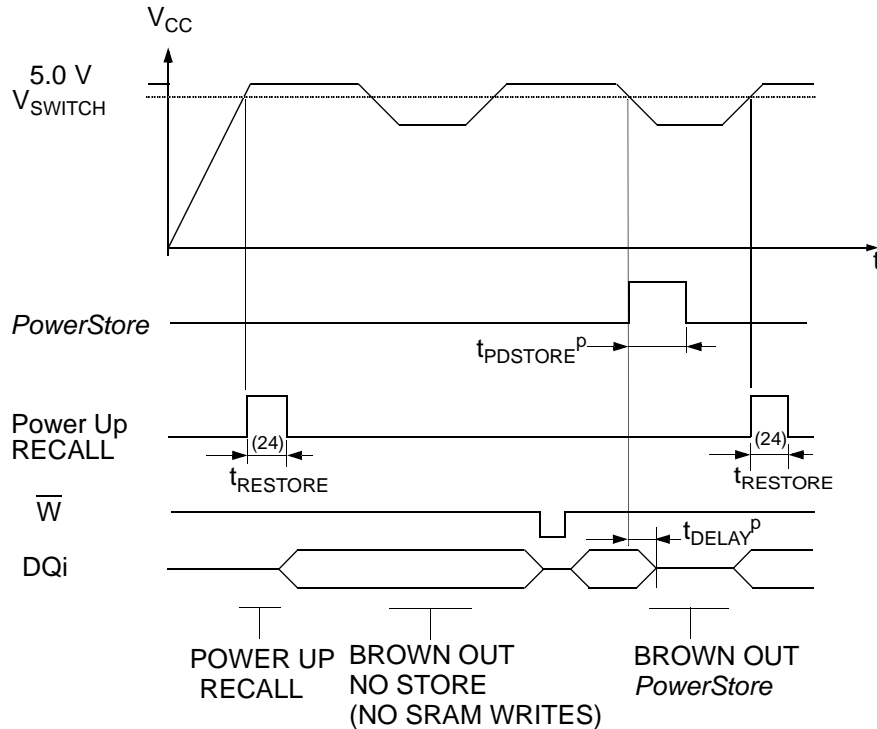 V_CC
5.0 V
V_SWITCH
t
PowerStore
t_PDSTORE^p
Power Up
RECALL
(24)
(24)
t_RESTORE
t_RESTORE
W̅
t_DELAY^p
DQi
POWER UP
RECALL
BROWN OUT
NO STORE
(NO SRAM WRITES)
BROWN OUT
PowerStore